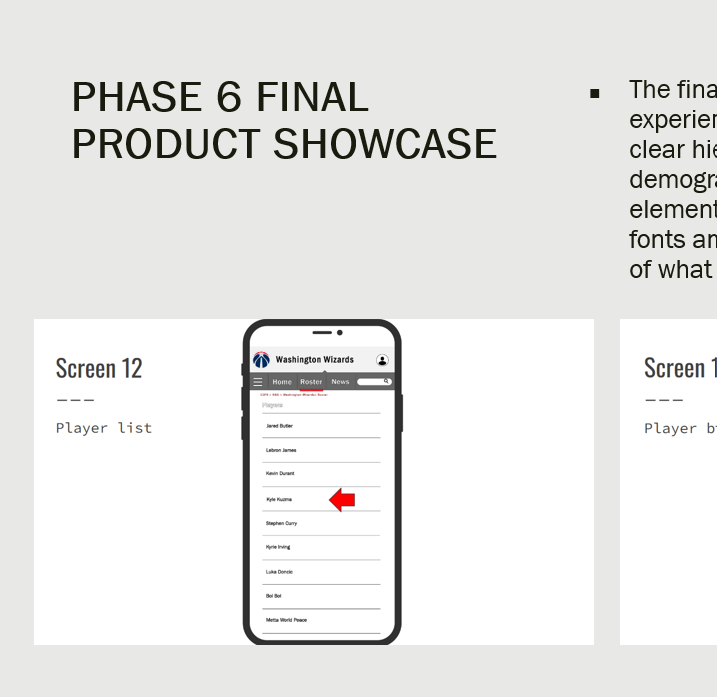 PHASE 6 FINAL
PRODUCT SHOWCASE
▪ The fina
experier
clear hie
demogra
element
fonts an
of what
Screen 12
---
Player list
Washington Wizards
Home Roster News
Players
Jared Butler
Lebron James
Kevin Durant
Kyle Kuzma
Stephen Curry
Kyrie Irving
Luka Doncic
Bol Bol
Metta World Peace
Screen 1
---
Player b